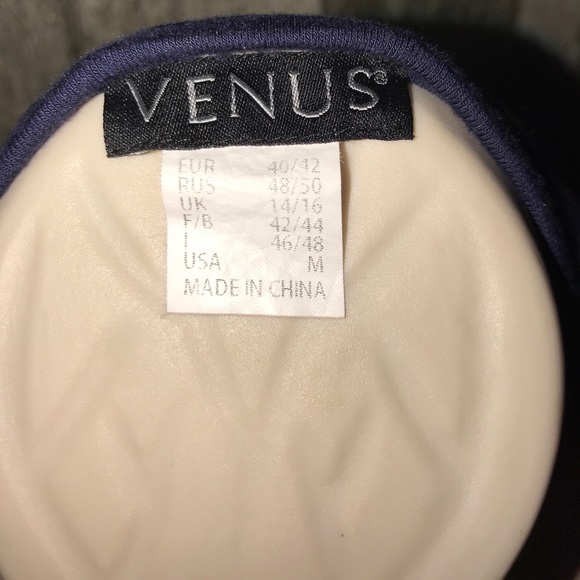 VENUS®
EUR 40/42
RUS 48/50
UK 14/16
F/B 42/44
I 46/48
USA M
MADE IN CHINA